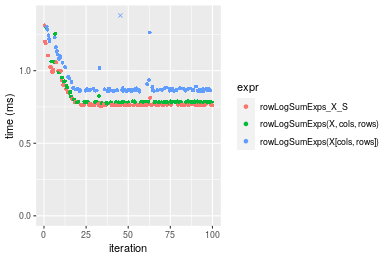 1.0
0.5
0.0
time (ms)
0
25
50
75
100
iteration
expr
rowLogSumExps_X_S
rowLogSumExps(X, cols, rows)
rowLogSumExps(X[cols, rows])